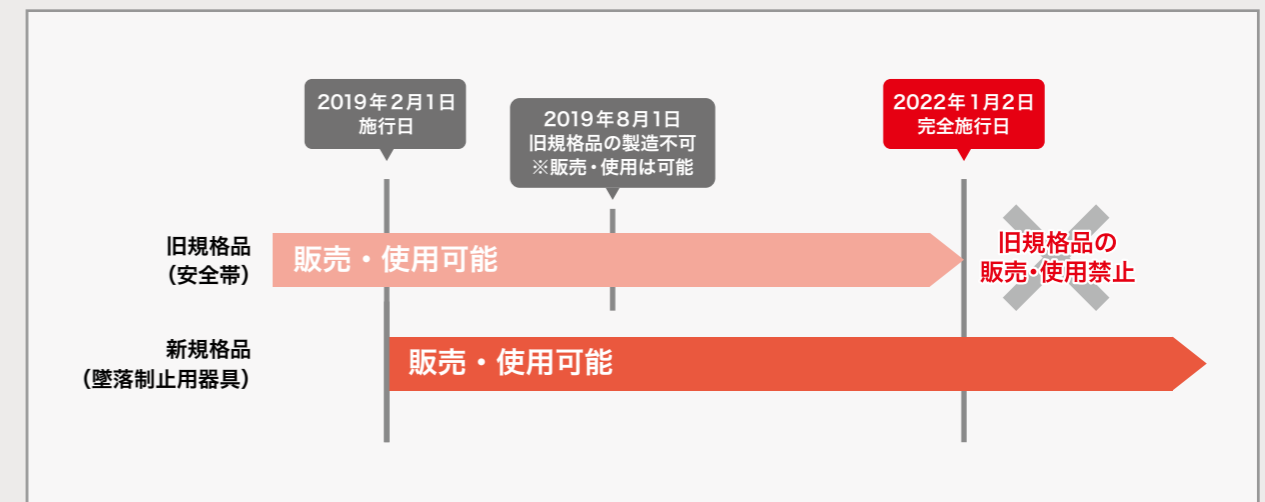 2019年2月1日
施行日
2019年8月1日
旧規格品の製造不可
※販売・使用は可能
2022年1月2日
完全施行日
旧規格品
（安全帯）
販売・使用可能
旧規格品の
販売・使用禁止
新規格品
（墜落制止用器具）
販売・使用可能